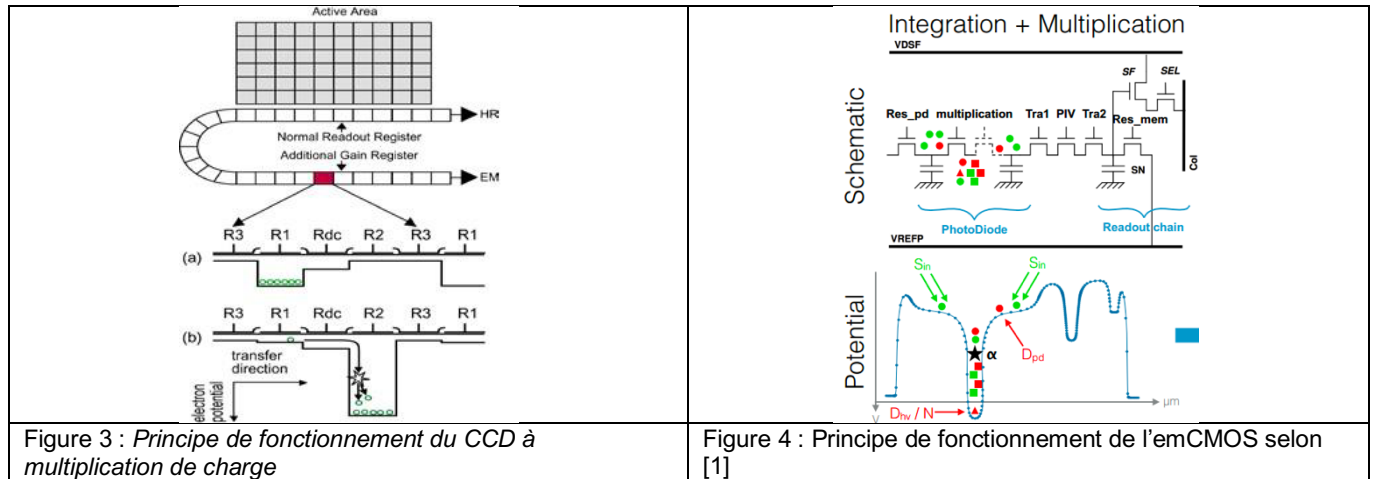 Active Area
HR
Normal Readout Register
Additional Gain Register
EM
R3 R1 Rdc R2 R3 R1
(a)
R3 R1 Rdc R2 R3 R1
(b)
transfer
direction
electron
potential
Figure 3 : Principe de fonctionnement du CCD à
multiplication de charge
Integration + Multiplication
VDSF
SF SEL
Res_pd multiplication Tra1 PIV Tra2 Res_mem
Schematic
SN
Col
PhotoDiode
Readout chain
VREFP
Sin Sin
α
Dpd
Potential
Dhv / N
V
µm
Figure 4 : Principe de fonctionnement de l'emCMOS selon
[1]